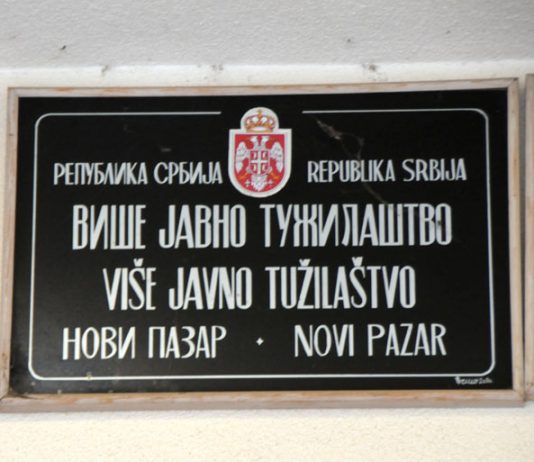 РЕПУБЛИКА СРБИЈА REPUBLIKA SRBIJA
ВИШЕ ЈАВНО ТУЖИЛАШТВО
VIŠE JAVNO TUŽILAŠTVO
НОВИ ПАЗАР · NOVI PAZAR